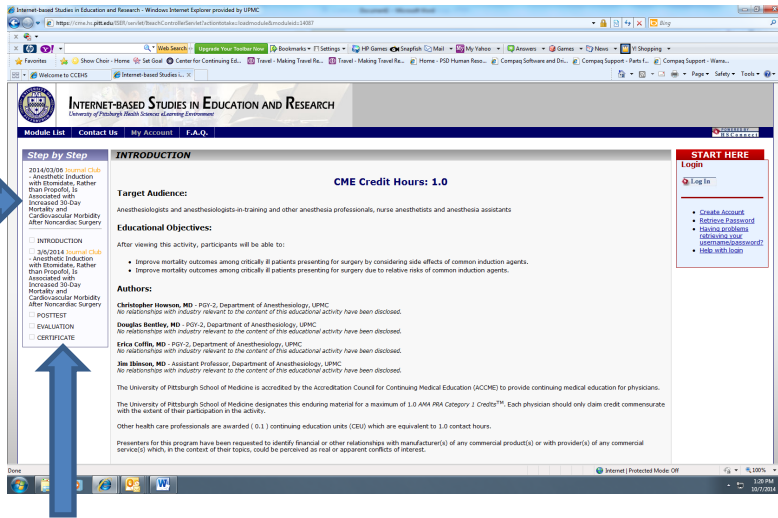 Internet-based Studies in Education and Research - Windows Internet Explorer provided by UPMC
Bing
Web Search
Upgrade Your Toolbar Now
Bookmarks
Settings
HP Games
Snapfish
Mail
My Yahoo
Answers
Games
News
Y! Shopping
Favorites
Show Choir - Home
Set Goal
Center for Continuing Ed...
Travel - Making Travel Re...
Travel - Making Travel Re...
Home - PSD Human Reso...
Compaq Software and Dri...
Compaq Support - Parts f...
Compaq Support - Warra...
Welcome to CCEHS
Internet-based Studies i...
Page
Safety
Tools
INTERNET-BASED STUDIES IN EDUCATION AND RESEARCH
University of Pittsburgh Health Sciences eLearning Environment
Module List
Contact Us
My Account
F.A.Q.
POWERED BY
HSConnect
Step by Step
2014/03/06 Journal Club
- Anesthetic Induction
with Etomidate, Rather
than Propofol, Is
Associated with
Increased 30-Day
Mortality and
Cardiovascular Morbidity
After Noncardiac Surgery
INTRODUCTION
3/6/2014 Journal Club
- Anesthetic Induction
with Etomidate, Rather
than Propofol, Is
Associated with
Increased 30-Day
Mortality and
Cardiovascular Morbidity
After Noncardiac Surgery
POSTTEST
EVALUATION
CERTIFICATE
INTRODUCTION
CME Credit Hours: 1.0
Target Audience:
Anesthesiologists and anesthesiologists-in-training and other anesthesia professionals, nurse anesthetists and anesthesia assistants
Educational Objectives:
After viewing this activity, participants will be able to:
• Improve mortality outcomes among critically ill patients presenting for surgery by considering side effects of common induction agents.
• Improve mortality outcomes among critically ill patients presenting for surgery due to relative risks of common induction agents.
Authors:
Christopher Howson, MD - PGY-2, Department of Anesthesiology, UPMC
No relationships with industry relevant to the content of this educational activity have been disclosed.
Douglas Bentley, MD - PGY-2, Department of Anesthesiology, UPMC
No relationships with industry relevant to the content of this educational activity have been disclosed.
Erica Coffin, MD - PGY-2, Department of Anesthesiology, UPMC
No relationships with industry relevant to the content of this educational activity have been disclosed.
Jim Ibinson, MD - Assistant Professor, Department of Anesthesiology, UPMC
No relationships with industry relevant to the content of this educational activity have been disclosed.
The University of Pittsburgh School of Medicine is accredited by the Accreditation Council for Continuing Medical Education (ACCME) to provide continuing medical education for physicians.
The University of Pittsburgh School of Medicine designates this enduring material for a maximum of 1.0 AMA PRA Category 1 Credits™. Each physician should only claim credit commensurate
with the extent of their participation in the activity.
Other health care professionals are awarded ( 0.1 ) continuing education units (CEU) which are equivalent to 1.0 contact hours.
Presenters for this program have been requested to identify financial or other relationships with manufacturer(s) of any commercial product(s) or with provider(s) of any commercial
service(s) which, in the context of their topics, could be perceived as real or apparent conflicts of interest.
START HERE
Login
Log In
• Create Account
• Retrieve Password
• Having problems
retrieving your
username/password?
• Help with login
Done
Internet | Protected Mode: Off
100%
1:20 PM
10/7/2014